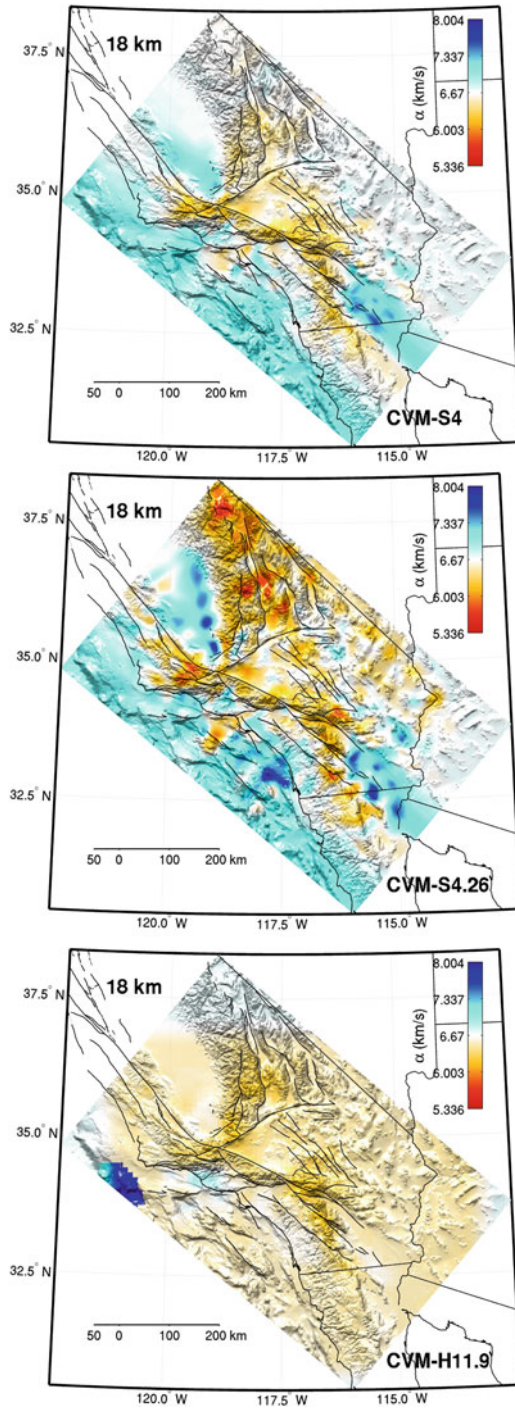 37.5° N
35.0° N
32.5° N
18 km
8.004
7.337
6.67
6.003
5.336
α (km/s)
50 0 100 200 km
CVM-S4
120.0° W 117.5° W 115.0° W
37.5° N
35.0° N
32.5° N
18 km
8.004
7.337
6.67
6.003
5.336
α (km/s)
50 0 100 200 km
CVM-S4.26
120.0° W 117.5° W 115.0° W
37.5° N
35.0° N
32.5° N
18 km
8.004
7.337
6.67
6.003
5.336
α (km/s)
50 0 100 200 km
CVM-H11.9
120.0° W 117.5° W 115.0° W